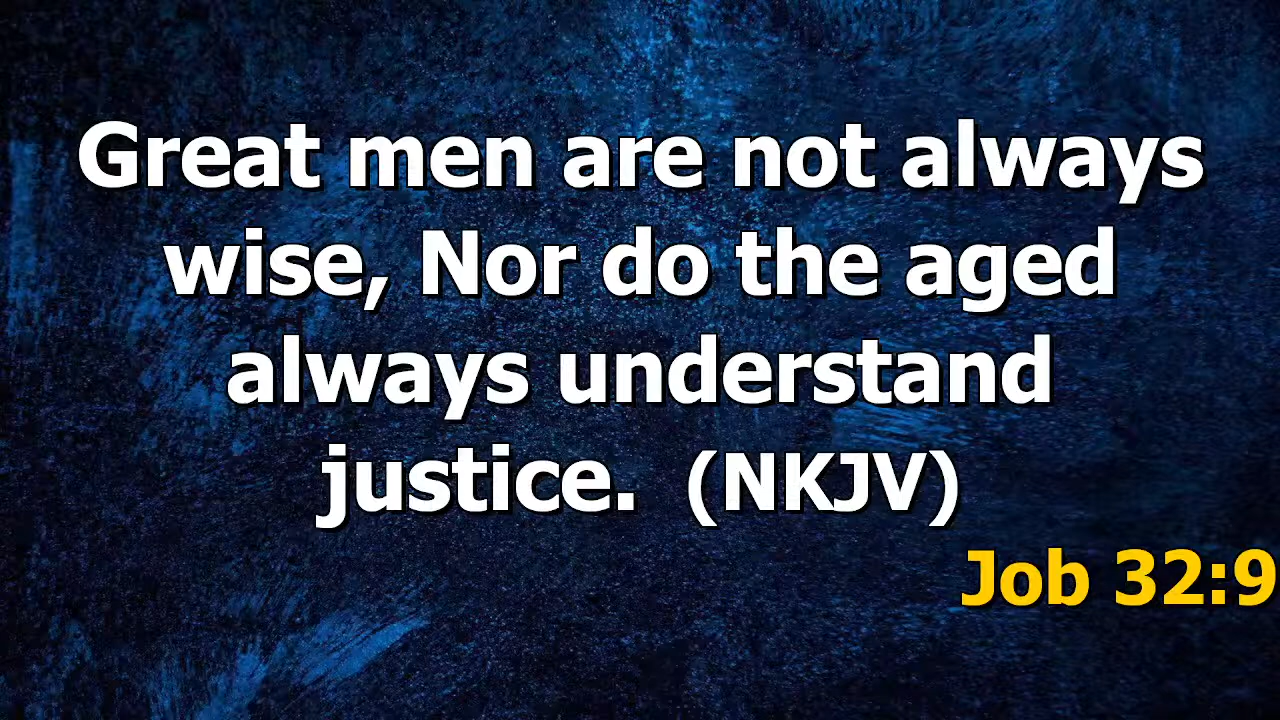 Great men are not always
wise, Nor do the aged
always understand
justice.  (NKJV)
Job 32:9